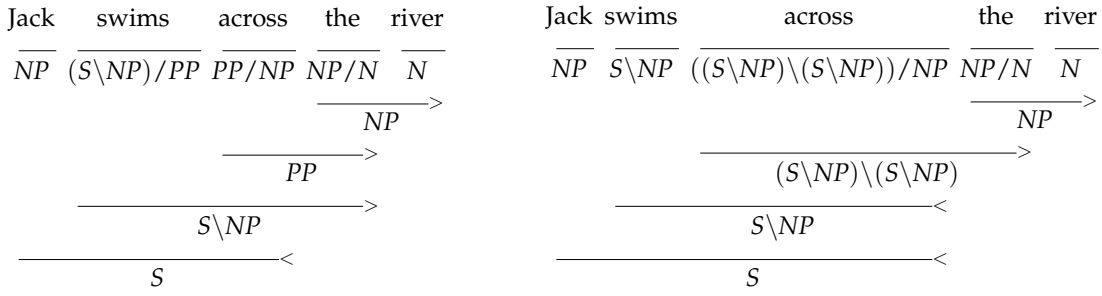 Jack swims across the river
NP (S\NP)/PP PP/NP NP/N N
>
NP
>
PP
>
S\NP
<
S
Jack swims across the river
NP S\NP ((S\NP)\(S\NP))/NP NP/N N
>
NP
>
(S\NP)\(S\NP)
<
S\NP
<
S